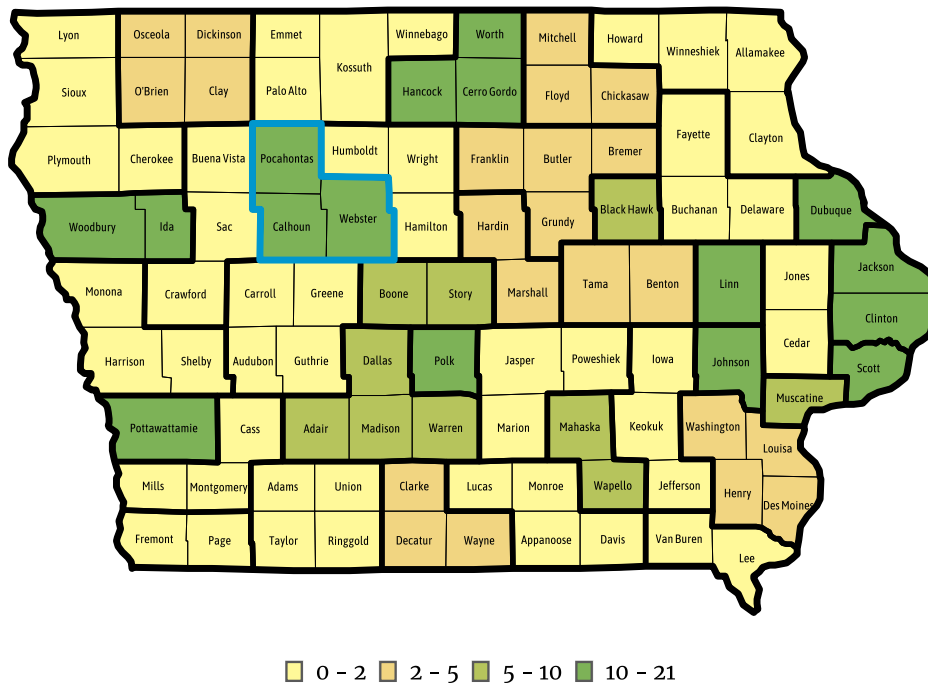 Lyon Osceola Dickinson Emmet Winnebago Worth Mitchell Howard Winneshiek Allamakee
Kossuth
Sioux O'Brien Clay Palo Alto Hancock Cerro Gordo Floyd Chickasaw
Fayette Clayton
Plymouth Cherokee Buena Vista Pocahontas Humboldt Wright Franklin Butler Bremer
Woodbury Ida Sac Calhoun Webster Hamilton Hardin Grundy Black Hawk Buchanan Delaware Dubuque
Jackson
Monona Crawford Carroll Greene Boone Story Marshall Tama Benton Linn Jones
Clinton
Harrison Shelby Audubon Guthrie Dallas Polk Jasper Poweshiek Iowa Johnson Cedar Scott
Muscatine
Pottawattamie Cass Adair Madison Warren Marion Mahaska Keokuk Washington Louisa
Mills Montgomery Adams Union Clarke Lucas Monroe Wapello Jefferson Henry Des Moines
Fremont Page Taylor Ringgold Decatur Wayne Appanoose Davis Van Buren Lee
0 - 2 2 - 5 5 - 10 10 - 21